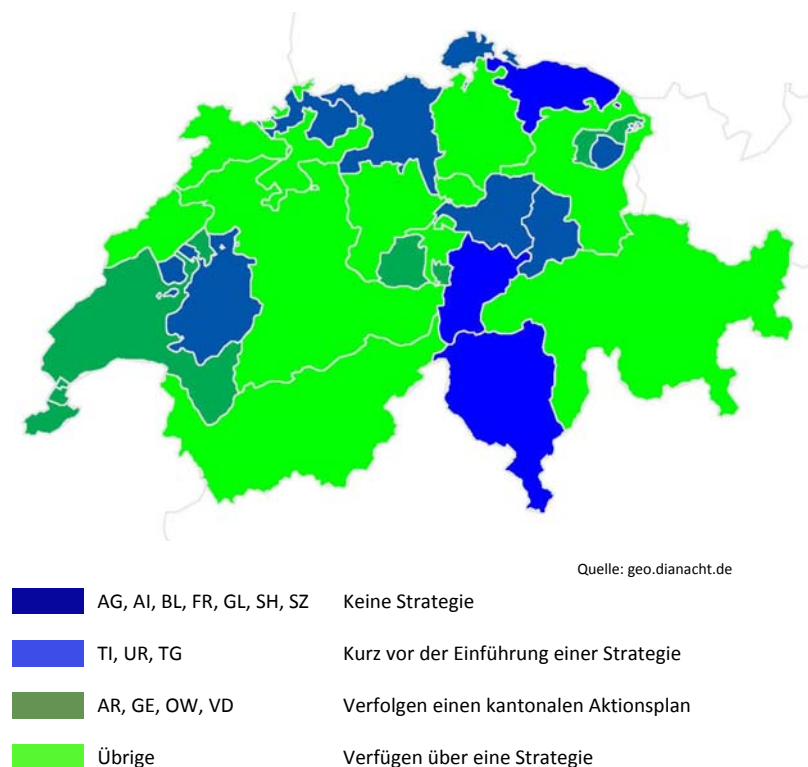 Quelle: geo.dianacht.de
AG, AI, BL, FR, GL, SH, SZ Keine Strategie
TI, UR, TG Kurz vor der Einführung einer Strategie
AR, GE, OW, VD Verfolgen einen kantonalen Aktionsplan
Übrige Verfügen über eine Strategie